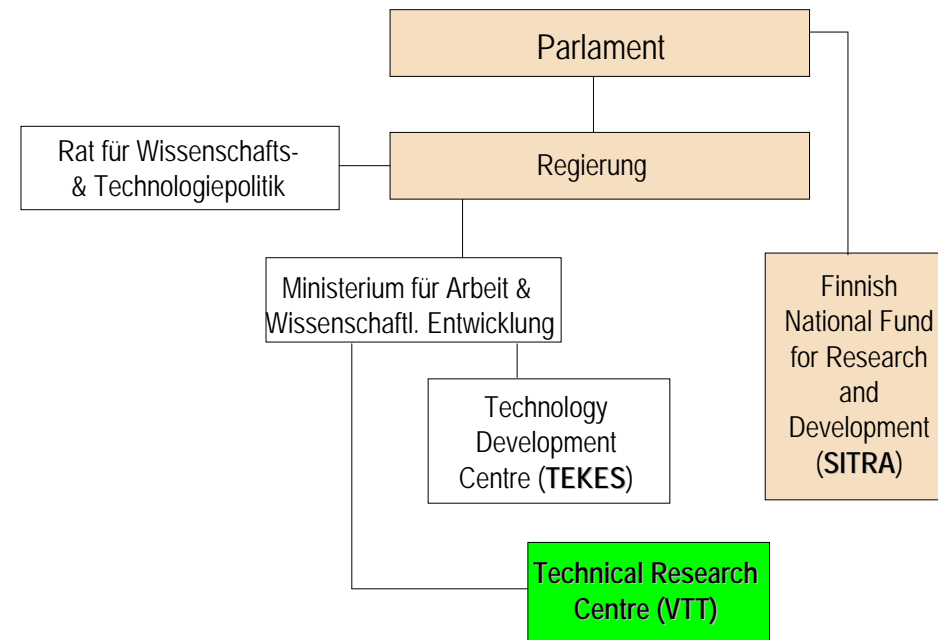 Parlament
Rat für Wissenschafts-
& Technologiepolitik
Regierung
Ministerium für Arbeit &
Wissenschaftl. Entwicklung
Finnish
National Fund
for Research
and
Development
(SITRA)
Technology
Development
Centre (TEKES)
Technical Research
Centre (VTT)